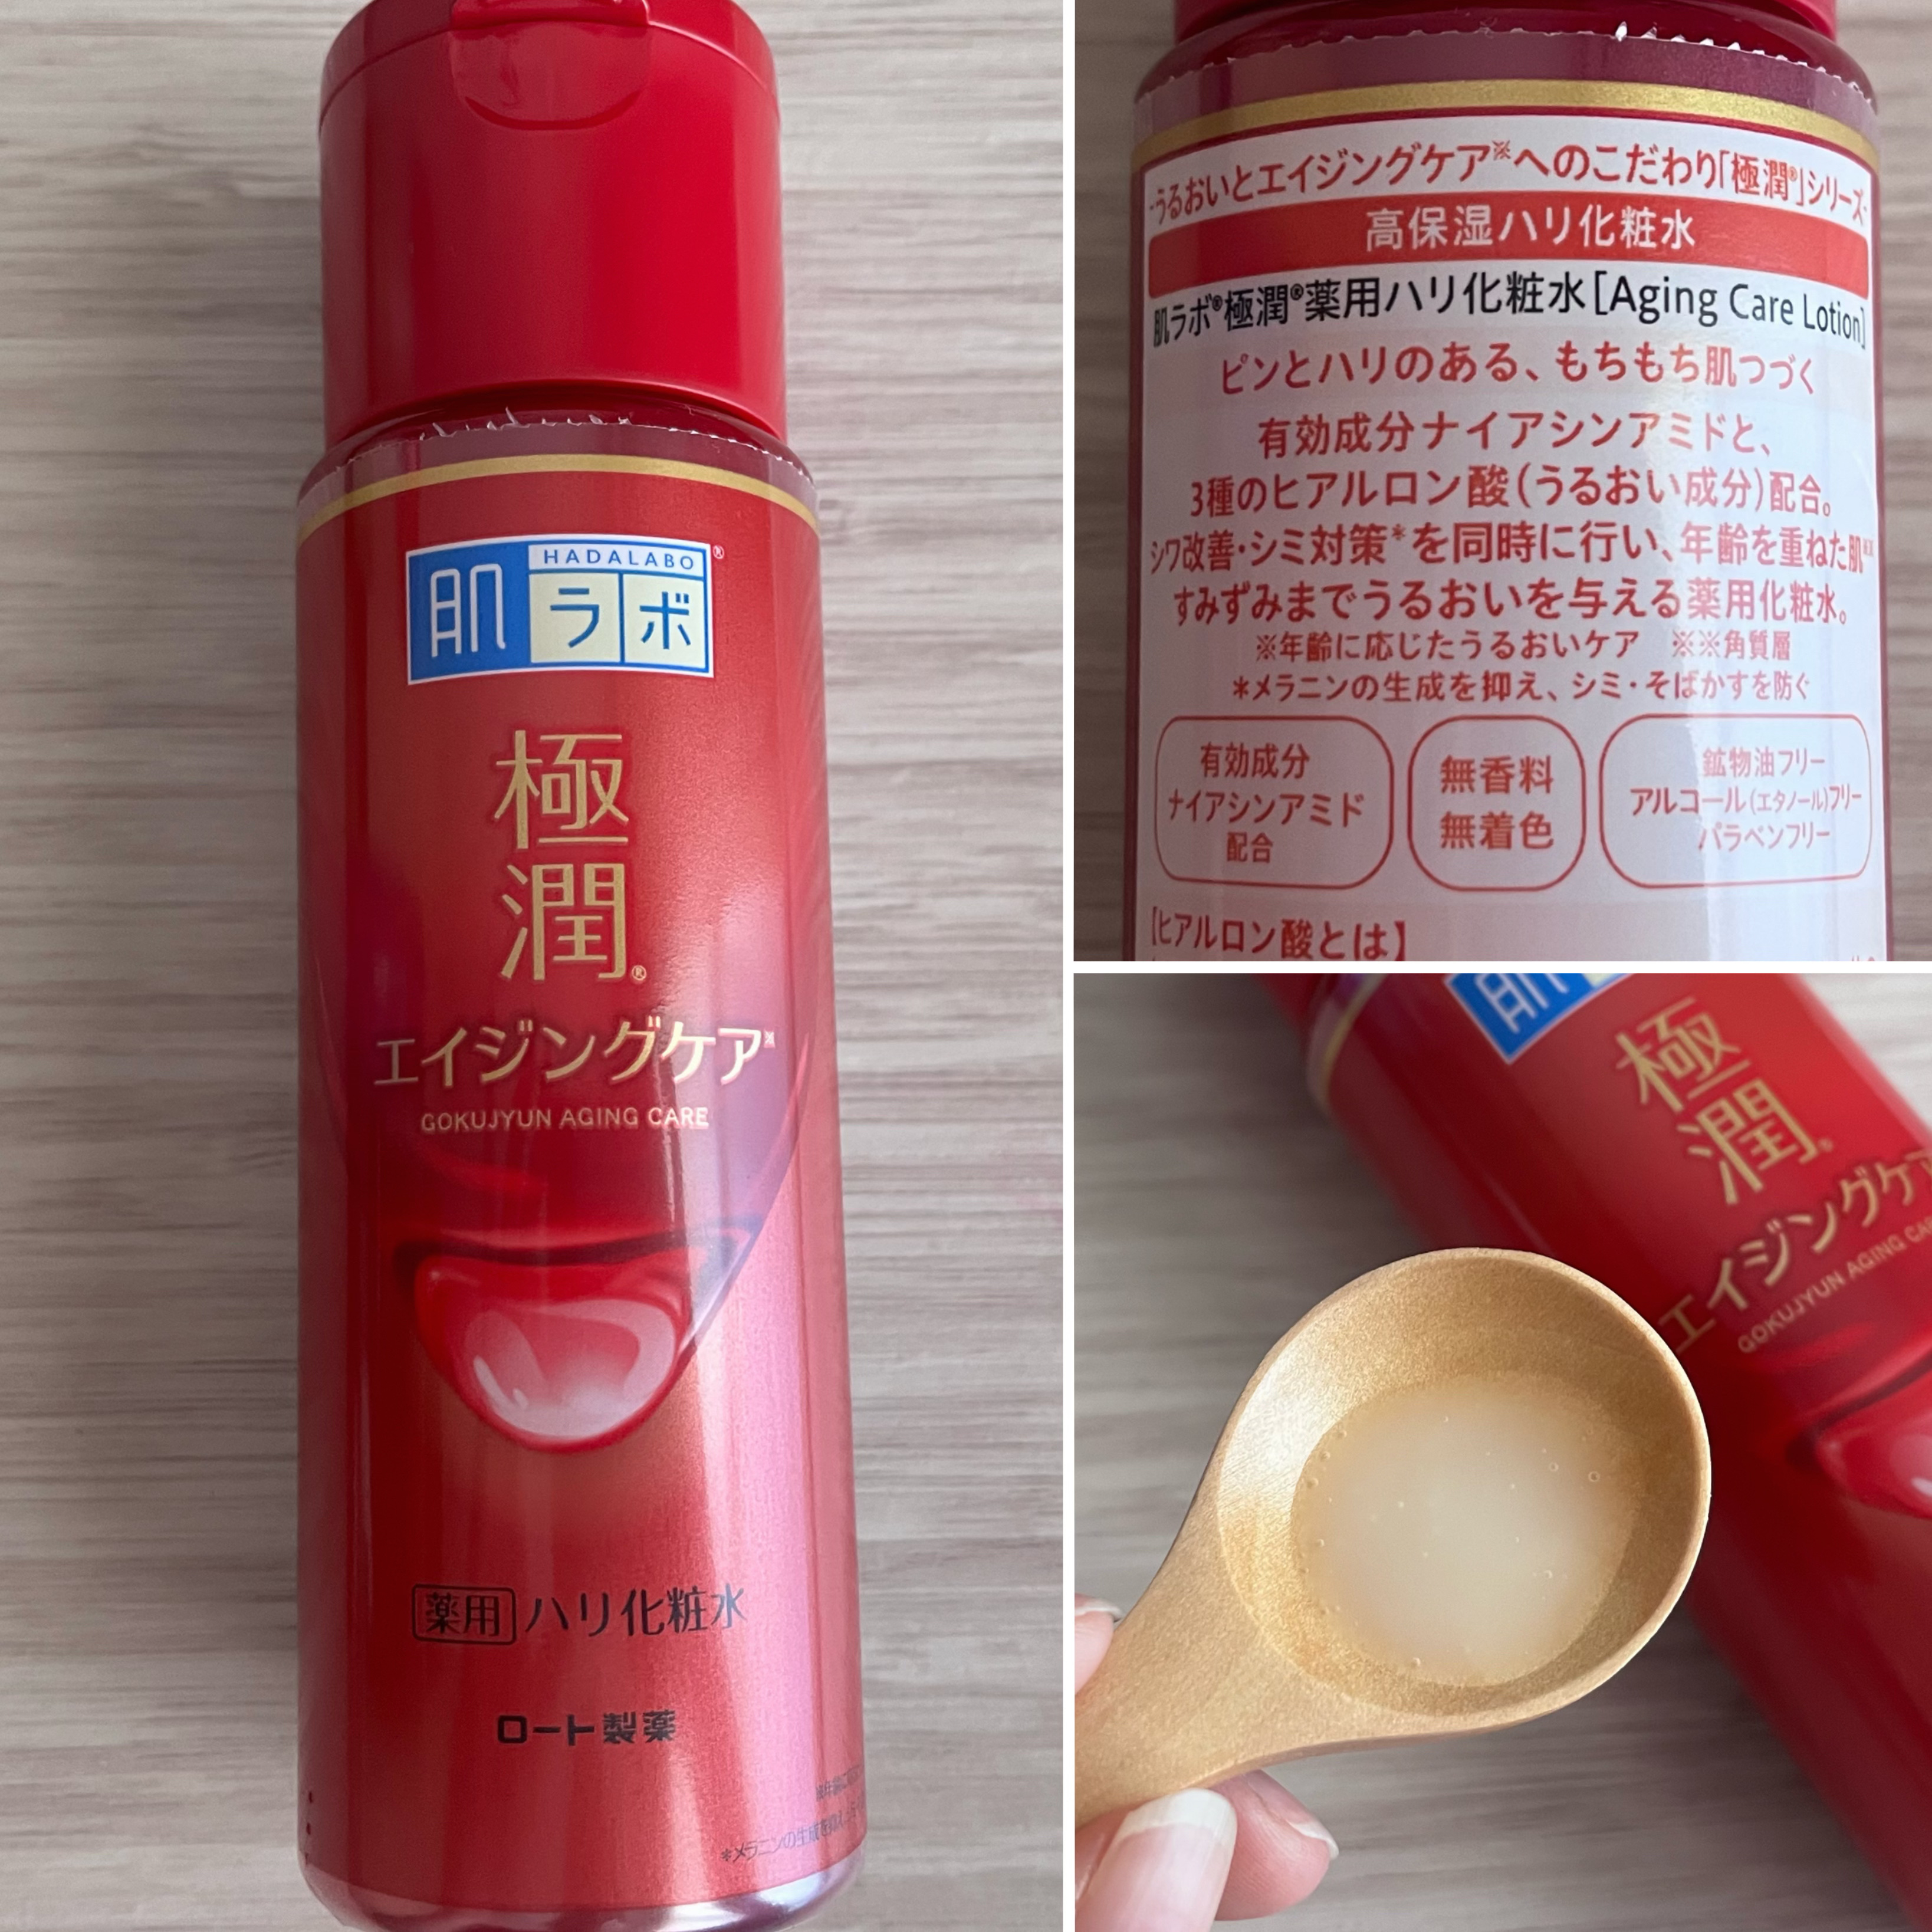 HADALABO
肌ラボ®
極潤®
エイジングケア※
GOKUJYUN AGING CARE
薬用 ハリ化粧水
ロート製薬
*メラニンの生成を抑え
-うるおいとエイジングケア※へのこだわり「極潤®」シリーズ-
高保湿ハリ化粧水
肌ラボ®極潤®薬用ハリ化粧水[Aging Care Lotion]
ピンとハリのある、もちもち肌つづく
有効成分ナイアシンアミドと、
3種のヒアルロン酸(うるおい成分)配合。
シワ改善・シミ対策*を同時に行い、年齢を重ねた肌※※
すみずみまでうるおいを与える薬用化粧水。
※年齢に応じたうるおいケア ※※角質層
*メラニンの生成を抑え、シミ・そばかすを防ぐ
有効成分
ナイアシンアミド
配合
無香料
無着色
鉱物油フリー
アルコール(エタノール)フリー
パラベンフリー
【ヒアルロン酸とは】
肌
極潤®
エイジングケア
GOKUJYUN AGING CA